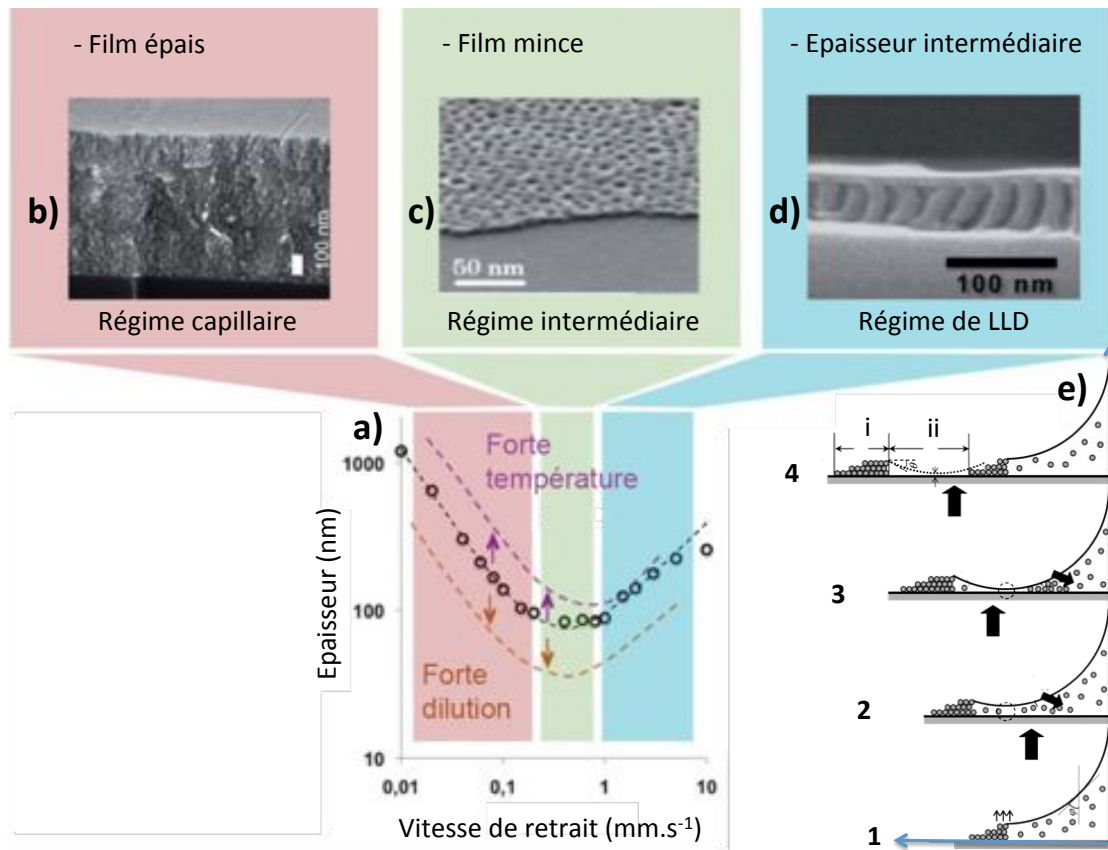 - Film épais
- Film mince
- Epaisseur intermédiaire
b)
100 nm
c)
50 nm
d)
100 nm
Régime capillaire
Régime intermédiaire
Régime de LLD
a)
Forte
température
Forte
dilution
Epaisseur (nm)
1000
100
10
0,01
0,1
1
10
Vitesse de retrait (mm.s⁻¹)
e)
i
ii
4
3
2
1